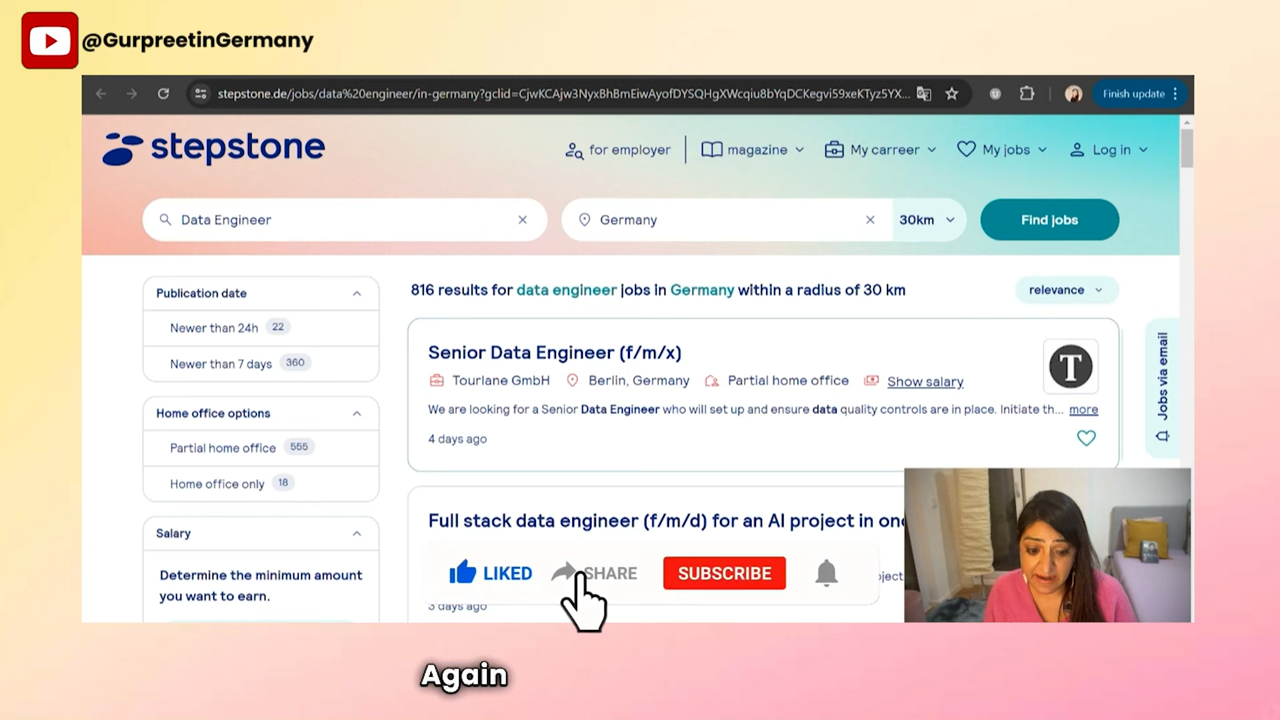 @GurpreetinGermany
stepstone.de/jobs/data%20engineer/in-germany?gclid=CjwKCAjw3NyxBhBmEiwAyofDYSQHgXWcqiu8bYqDCKegvi59xeKTyz5YX...
Finish update
stepstone
for employer
magazine
My carreer
My jobs
Log in
Data Engineer
Germany
30km
Find jobs
Publication date
Newer than 24h 22
Newer than 7 days 360
Home office options
Partial home office 555
Home office only 18
Salary
Determine the minimum amount
you want to earn.
816 results for data engineer jobs in Germany within a radius of 30 km
relevance
Senior Data Engineer (f/m/x)
Tourlane GmbH Berlin, Germany Partial home office Show salary
We are looking for a Senior Data Engineer who will set up and ensure data quality controls are in place. Initiate th... more
4 days ago
T
Jobs via email
Full stack data engineer (f/m/d) for an AI project in
LIKED SHARE SUBSCRIBE
3 days ago
Again